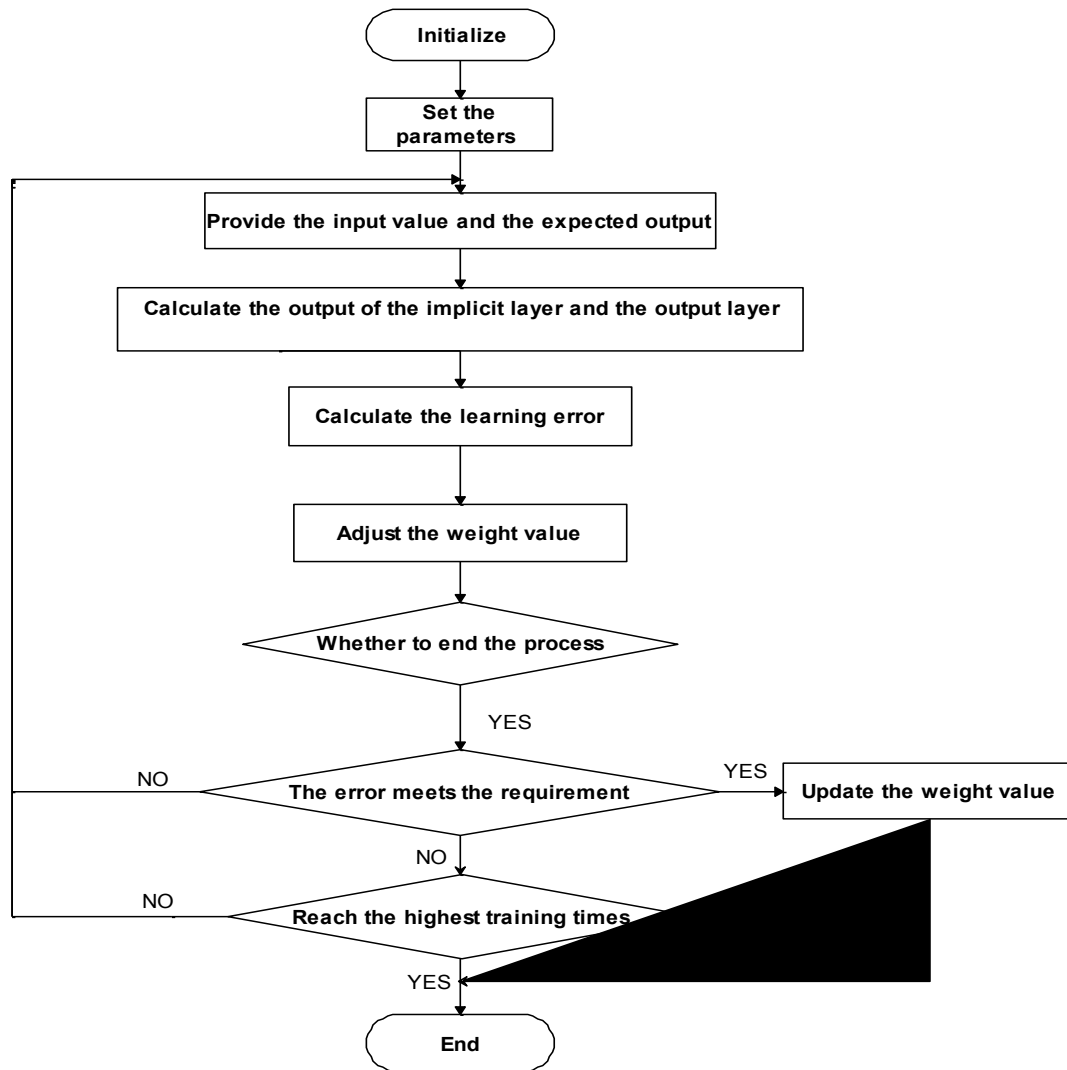 Initialize
Set the
parameters
Provide the input value and the expected output
Calculate the output of the implicit layer and the output layer
Calculate the learning error
Adjust the weight value
Whether to end the process
YES
NO
The error meets the requirement
YES
Update the weight value
NO
NO
Reach the highest training times
YES
End